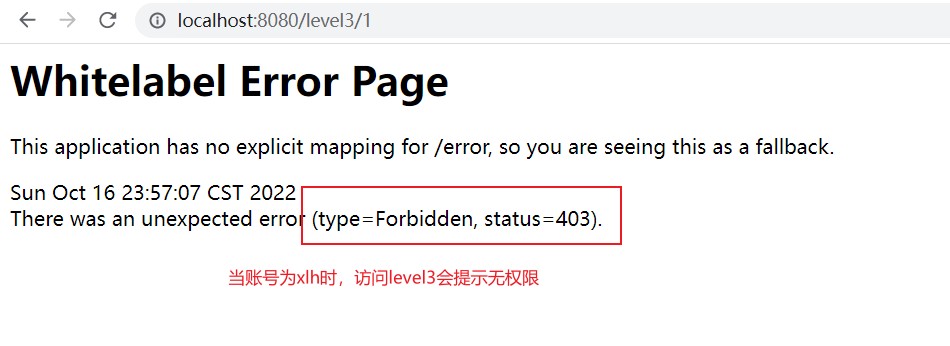 localhost:8080/level3/1
Whitelabel Error Page
This application has no explicit mapping for /error, so you are seeing this as a fallback.
Sun Oct 16 23:57:07 CST 2022
There was an unexpected error (type=Forbidden, status=403).
当账号为xlh时，访问level3会提示无权限